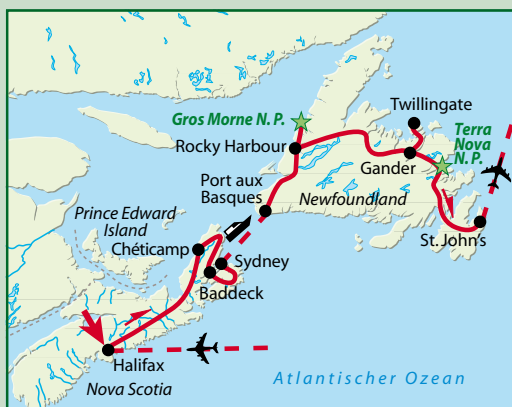 Twillingate
Gros Morne N. P.
Terra
Nova
N. P.
Rocky Harbour
Gander
Port aux
Basques
Newfoundland
Prince Edward
Island
St. John's
Chéticamp
Sydney
Baddeck
Halifax
Nova Scotia
Atlantischer Ozean